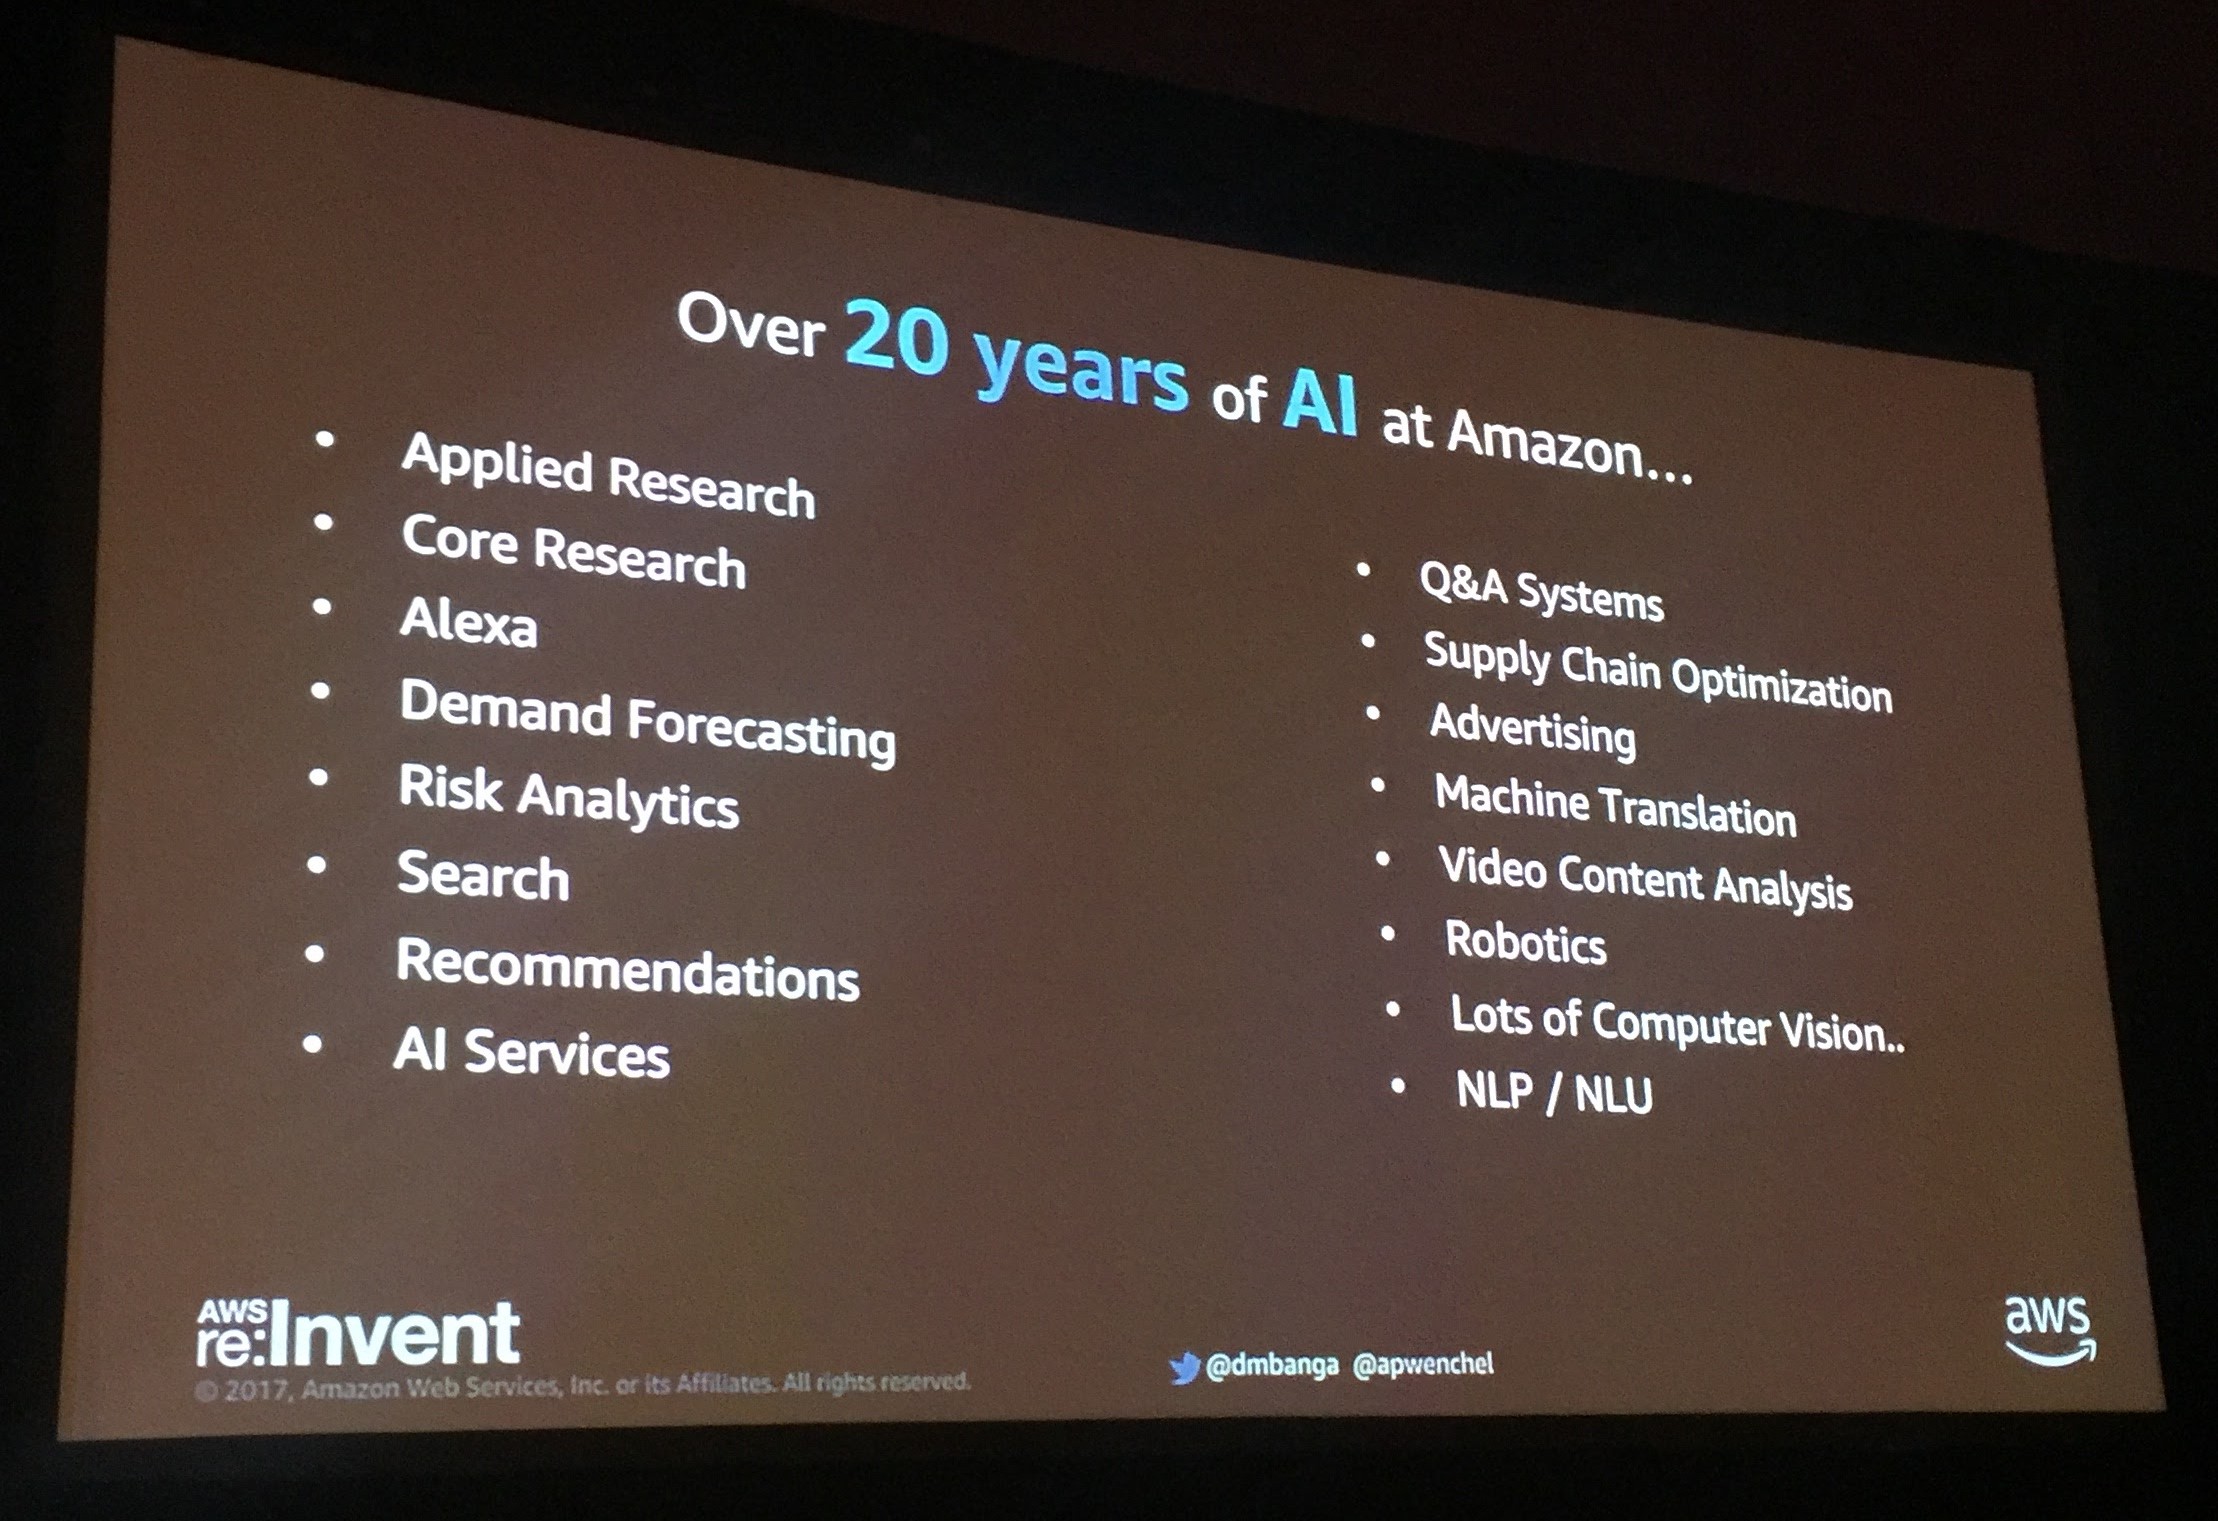 Over 20 years of AI at Amazon...
• Applied Research
• Core Research
• Alexa
• Demand Forecasting
• Risk Analytics
• Search
• Recommendations
• AI Services
• Q&A Systems
• Supply Chain Optimization
• Advertising
• Machine Translation
• Video Content Analysis
• Robotics
• Lots of Computer Vision..
• NLP / NLU
AWS
re:Invent
© 2017, Amazon Web Services, Inc. or its Affiliates. All rights reserved.
@dmbanga @apwenchel
aws